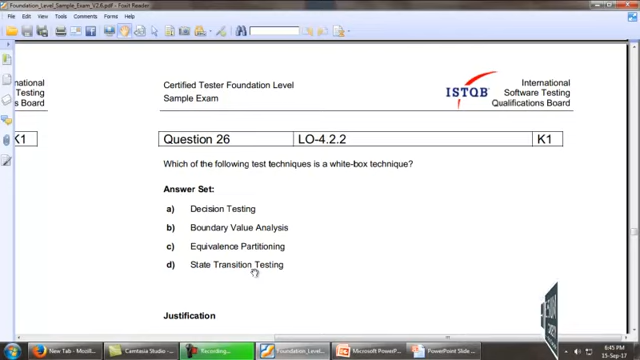 Foundation_Level_Sample_Exam_V2.6.pdf - Foxit Reader
File Edit View Tools Comments Forms Help
International
Testing
s Board
Certified Tester Foundation Level
Sample Exam
ISTQB
International
Software Testing
Qualifications Board
K1
Question 26
LO-4.2.2
K1
Which of the following test techniques is a white-box technique?
Answer Set:
a) Decision Testing
b) Boundary Value Analysis
c) Equivalence Partitioning
d) State Transition Testing
Justification
New Tab - Mozill...
Camtasia Studio - ...
Recording...
Foundation_Level...
Microsoft PowerP...
PowerPoint Slide ...
6:45 PM
15-Sep-17